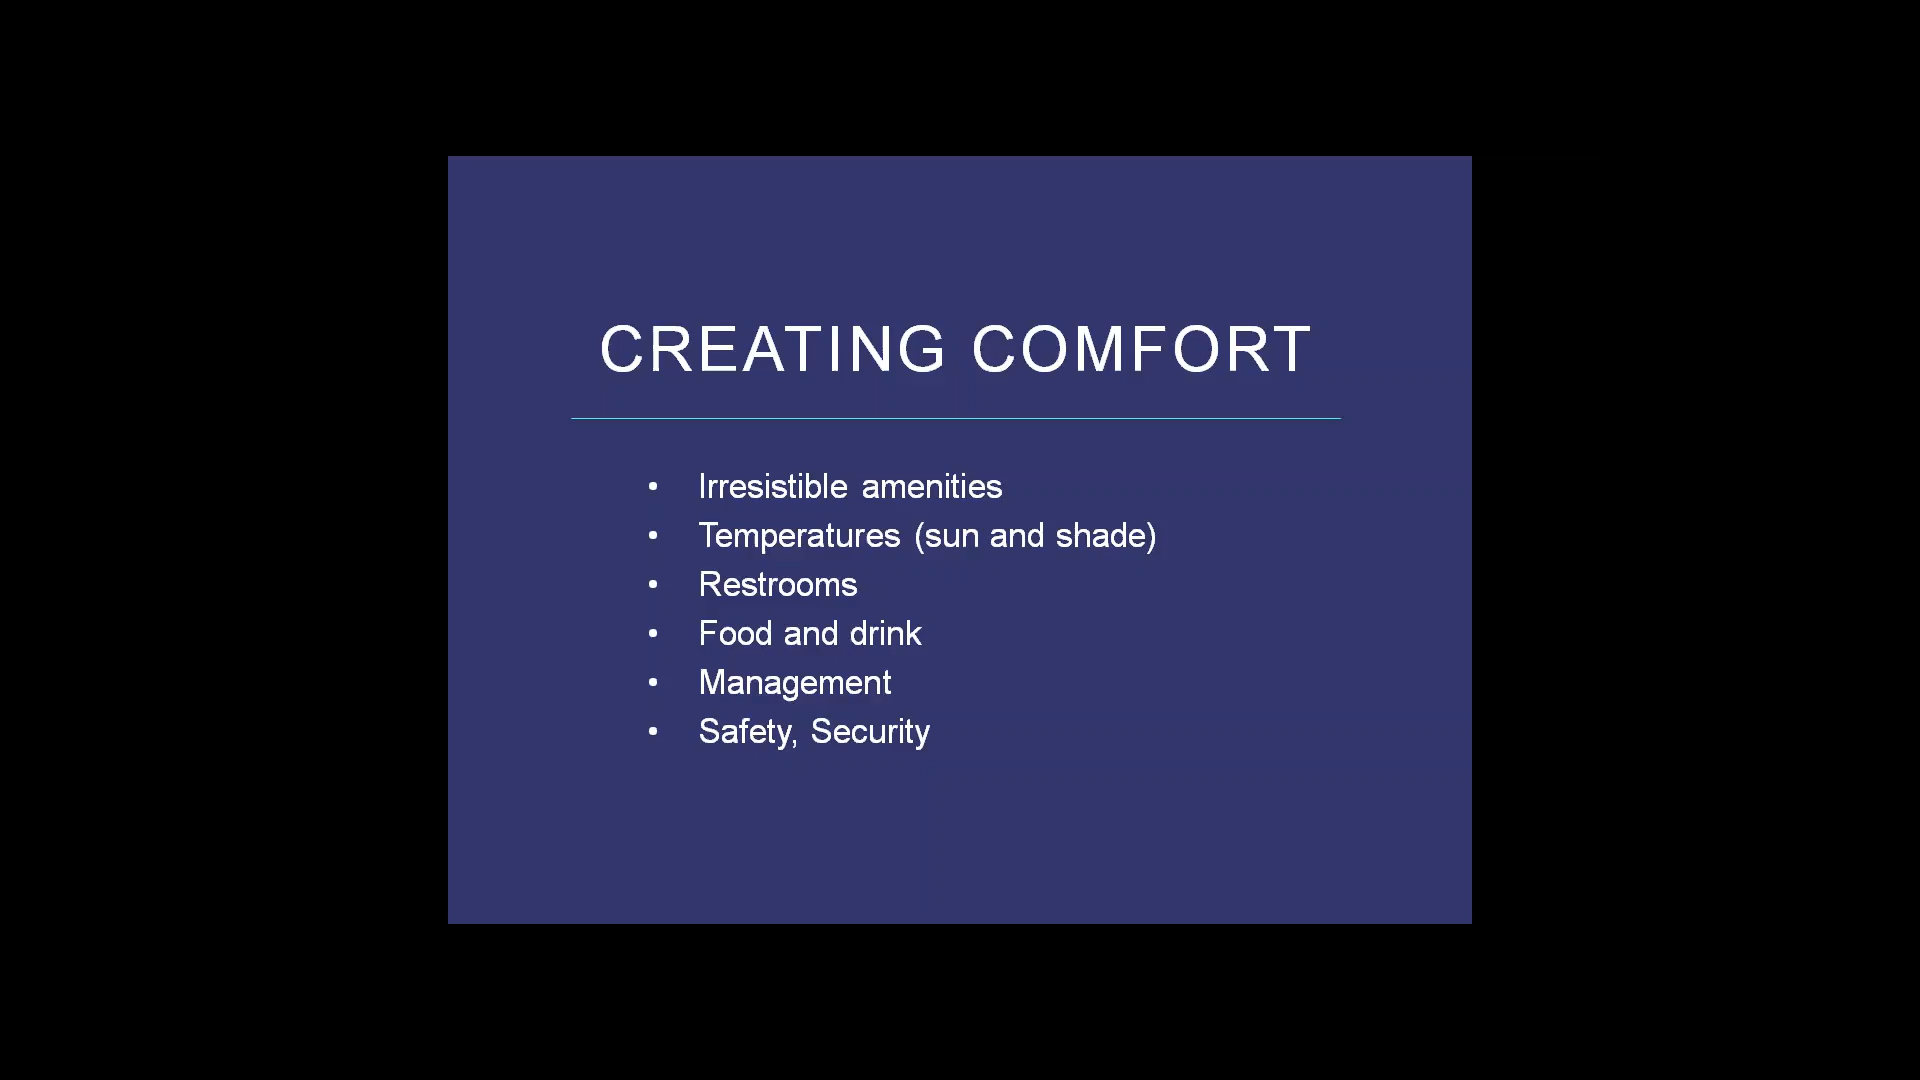 CREATING COMFORT
• Irresistible amenities
• Temperatures (sun and shade)
• Restrooms
• Food and drink
• Management
• Safety, Security